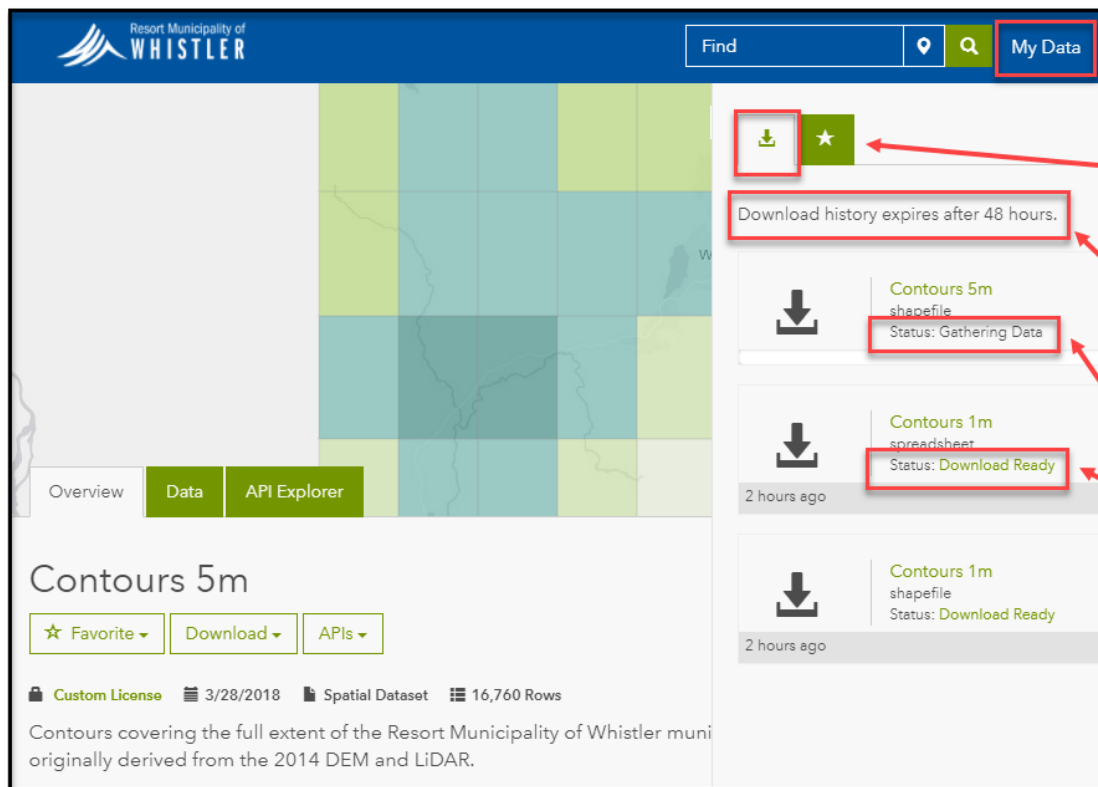 Resort Municipality of
WHISTLER
Find
My Data
Download history expires after 48 hours.
W
Contours 5m
shapefile
Status: Gathering Data
Contours 1m
spreadsheet
Status: Download Ready
2 hours ago
Contours 1m
shapefile
Status: Download Ready
2 hours ago
Overview
Data
API Explorer
Contours 5m
Favorite
Download
APIs
Custom License 3/28/2018 Spatial Dataset 16,760 Rows
Contours covering the full extent of the Resort Municipality of Whistler muni
originally derived from the 2014 DEM and LiDAR.